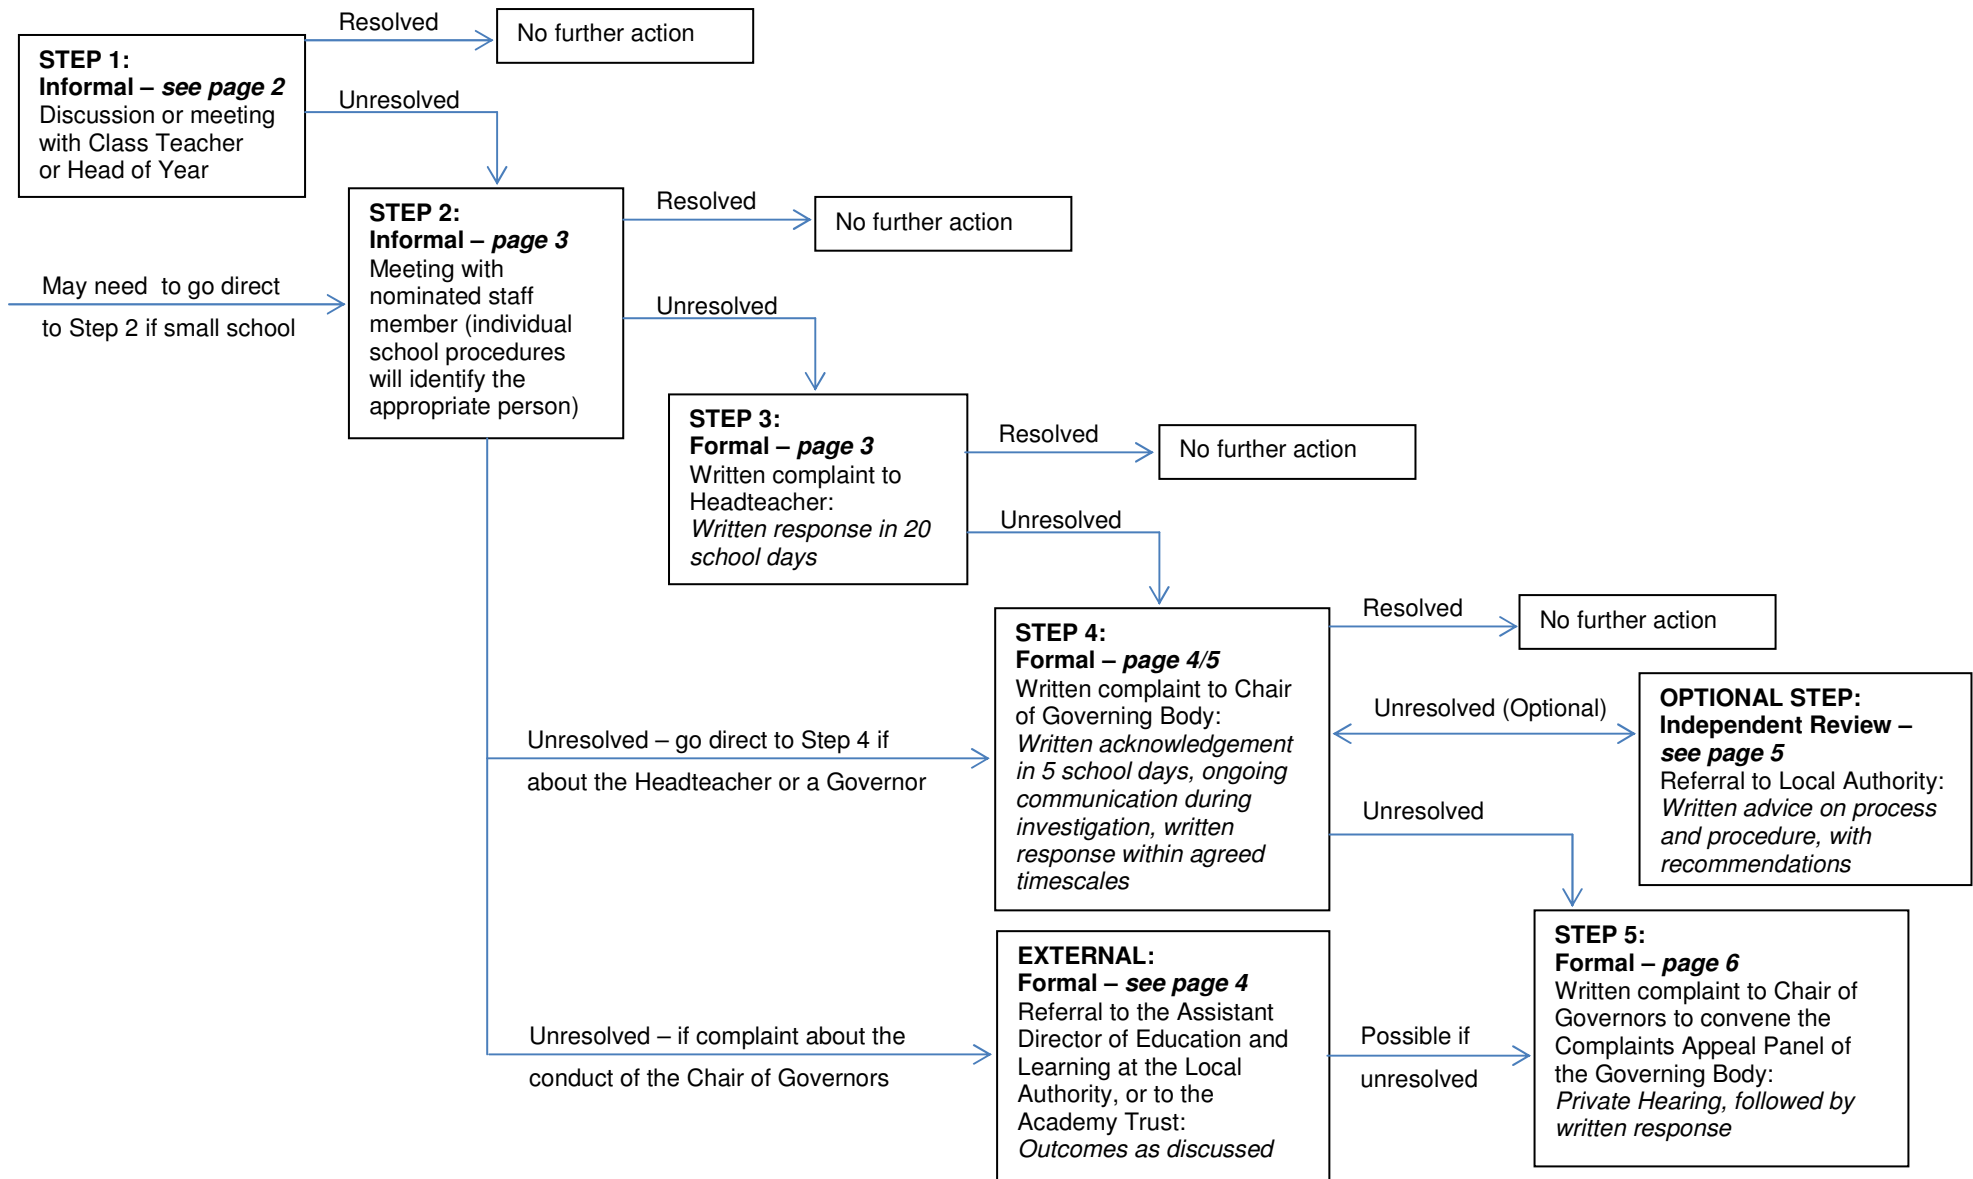 Resolved
No further action
STEP 1:
Informal – see page 2
Discussion or meeting
with Class Teacher
or Head of Year
Unresolved
STEP 2:
Informal – page 3
Meeting with
nominated staff
member (individual
school procedures
will identify the
appropriate person)
Resolved
No further action
May need  to go direct
to Step 2 if small school
Unresolved
STEP 3:
Formal – page 3
Written complaint to
Headteacher:
Written response in 20
school days
Resolved
No further action
Unresolved
STEP 4:
Formal – page 4/5
Written complaint to Chair
of Governing Body:
Written acknowledgement
in 5 school days, ongoing
communication during
investigation, written
response within agreed
timescales
Resolved
No further action
Unresolved (Optional)
OPTIONAL STEP:
Independent Review –
see page 5
Referral to Local Authority:
Written advice on process
and procedure, with
recommendations
Unresolved – go direct to Step 4 if
about the Headteacher or a Governor
Unresolved
EXTERNAL:
Formal – see page 4
Referral to the Assistant
Director of Education and
Learning at the Local
Authority, or to the
Academy Trust:
Outcomes as discussed
Unresolved – if complaint about the
conduct of the Chair of Governors
Possible if
unresolved
STEP 5:
Formal – page 6
Written complaint to Chair of
Governors to convene the
Complaints Appeal Panel of
the Governing Body:
Private Hearing, followed by
written response